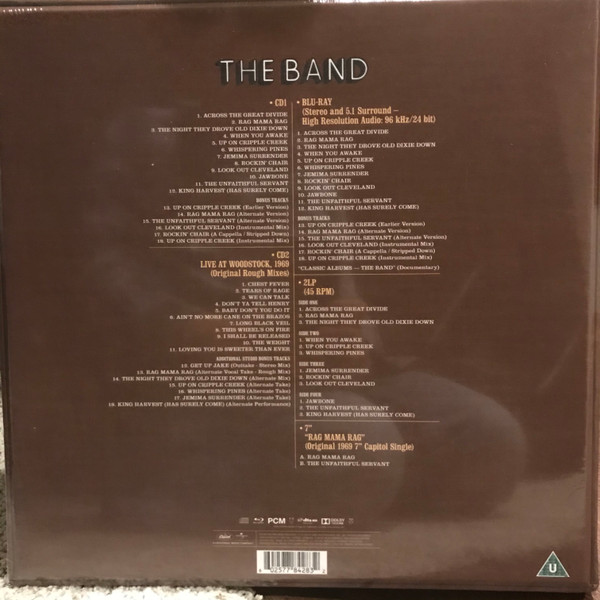 THE BAND
• CD1
1. ACROSS THE GREAT DIVIDE
2. RAG MAMA RAG
3. THE NIGHT THEY DROVE OLD DIXIE DOWN
4. WHEN YOU AWAKE
5. UP ON CRIPPLE CREEK
6. WHISPERING PINES
7. JEMIMA SURRENDER
8. ROCKIN' CHAIR
9. LOOK OUT CLEVELAND
10. JAWBONE
11. THE UNFAITHFUL SERVANT
12. KING HARVEST (HAS SURELY COME)
BONUS TRACKS
13. UP ON CRIPPLE CREEK (Earlier Version)
14. RAG MAMA RAG (Alternate Version)
15. THE UNFAITHFUL SERVANT (Alternate Version)
16. LOOK OUT CLEVELAND (Instrumental Mix)
17. ROCKIN' CHAIR (A Cappella / Stripped Down)
18. UP ON CRIPPLE CREEK (Instrumental Mix)
• CD2
LIVE AT WOODSTOCK, 1969
(Original Rough Mixes)
1. CHEST FEVER
2. TEARS OF RAGE
3. WE CAN TALK
4. DON'T YA TELL HENRY
5. BABY DON'T YOU DO IT
6. AIN'T NO MORE CANE ON THE BRAZOS
7. LONG BLACK VEIL
8. THIS WHEEL'S ON FIRE
9. I SHALL BE RELEASED
10. THE WEIGHT
11. LOVING YOU IS SWEETER THAN EVER
ADDITIONAL STUDIO BONUS TRACKS
12. GET UP JAKE (Outtake - Stereo Mix)
13. RAG MAMA RAG (Alternate Vocal Take - Rough Mix)
14. THE NIGHT THEY DROVE OLD DIXIE DOWN (Alternate Mix)
15. UP ON CRIPPLE CREEK (Alternate Take)
16. WHISPERING PINES (Alternate Take)
17. JEMIMA SURRENDER (Alternate Take)
18. KING HARVEST (HAS SURELY COME) (Alternate Performance)
• BLU-RAY
(Stereo and 5.1 Surround –
High Resolution Audio: 96 kHz/24 bit)
1. ACROSS THE GREAT DIVIDE
2. RAG MAMA RAG
3. THE NIGHT THEY DROVE OLD DIXIE DOWN
4. WHEN YOU AWAKE
5. UP ON CRIPPLE CREEK
6. WHISPERING PINES
7. JEMIMA SURRENDER
8. ROCKIN' CHAIR
9. LOOK OUT CLEVELAND
10. JAWBONE
11. THE UNFAITHFUL SERVANT
12. KING HARVEST (HAS SURELY COME)
BONUS TRACKS
13. UP ON CRIPPLE CREEK (Earlier Version)
14. RAG MAMA RAG (Alternate Version)
15. THE UNFAITHFUL SERVANT (Alternate Version)
16. LOOK OUT CLEVELAND (Instrumental Mix)
17. ROCKIN' CHAIR (A Cappella / Stripped Down)
18. UP ON CRIPPLE CREEK (Instrumental Mix)
"CLASSIC ALBUMS — THE BAND" (Documentary)
• 2LP
(45 RPM)
SIDE ONE
1. ACROSS THE GREAT DIVIDE
2. RAG MAMA RAG
3. THE NIGHT THEY DROVE OLD DIXIE DOWN
SIDE TWO
1. WHEN YOU AWAKE
2. UP ON CRIPPLE CREEK
3. WHISPERING PINES
SIDE THREE
1. JEMIMA SURRENDER
2. ROCKIN' CHAIR
3. LOOK OUT CLEVELAND
SIDE FOUR
1. JAWBONE
2. THE UNFAITHFUL SERVANT
3. KING HARVEST (HAS SURELY COME)
• 7"
"RAG MAMA RAG"
(Original 1969 7" Capitol Single)
A. RAG MAMA RAG
B. THE UNFAITHFUL SERVANT
PCM
U